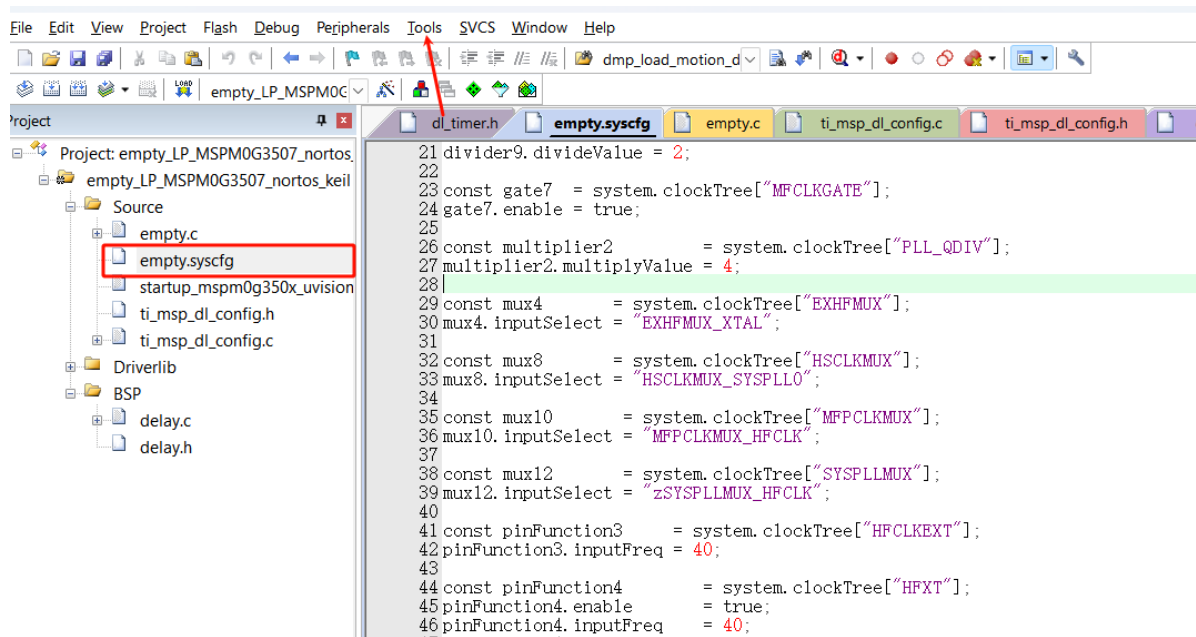 File Edit View Project Flash Debug Peripherals Tools SVCS Window Help
dmp_load_motion_d
LOAD empty_LP_MSPM0G
Project
dl_timer.h empty.syscfg empty.c ti_msp_dl_config.c ti_msp_dl_config.h
Project: empty_LP_MSPM0G3507_nortos_
empty_LP_MSPM0G3507_nortos_keil
Source
empty.c
empty.syscfg
startup_mspm0g350x_uvision
ti_msp_dl_config.h
ti_msp_dl_config.c
Driverlib
BSP
delay.c
delay.h
21 divider9.divideValue = 2;
22
23 const gate7  = system.clockTree["MFCLKGATE"];
24 gate7.enable = true;
25
26 const multiplier2         = system.clockTree["PLL_QDIV"];
27 multiplier2.multiplyValue = 4;
28
29 const mux4       = system.clockTree["EXHFMUX"];
30 mux4.inputSelect = "EXHFMUX_XTAL";
31
32 const mux8       = system.clockTree["HSCLKMUX"];
33 mux8.inputSelect = "HSCLKMUX_SYSPLL0";
34
35 const mux10       = system.clockTree["MFPCLKMUX"];
36 mux10.inputSelect = "MFPCLKMUX_HFCLK";
37
38 const mux12       = system.clockTree["SYSPLLMUX"];
39 mux12.inputSelect = "zSYSPLLMUX_HFCLK";
40
41 const pinFunction3     = system.clockTree["HFCLKEXT"];
42 pinFunction3.inputFreq = 40;
43
44 const pinFunction4        = system.clockTree["HFXT"];
45 pinFunction4.enable       = true;
46 pinFunction4.inputFreq    = 40;